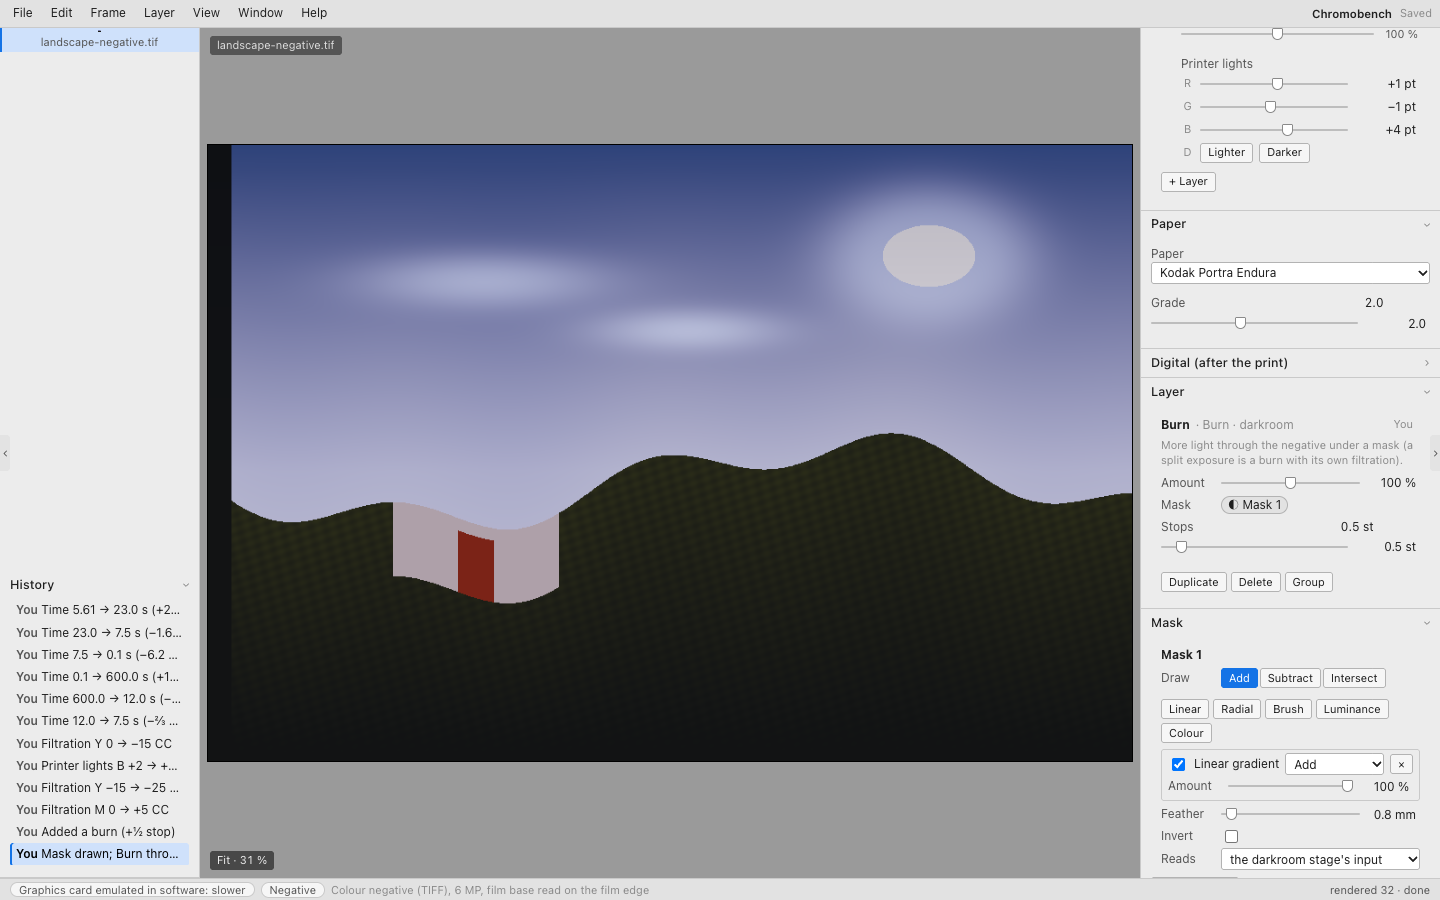 File Edit Frame Layer View Window Help
Chromobench Saved
landscape-negative.tif
landscape-negative.tif
100 %
Printer lights
R +1 pt
G −1 pt
B +4 pt
D Lighter Darker
+ Layer
Paper
Paper
Kodak Portra Endura
Grade 2.0
2.0
Digital (after the print)
Layer
Burn · Burn · darkroom You
More light through the negative under a mask (a
split exposure is a burn with its own filtration).
Amount 100 %
Mask Mask 1
Stops 0.5 st
0.5 st
Duplicate Delete Group
Mask
Mask 1
Draw Add Subtract Intersect
Linear Radial Brush Luminance
Colour
Linear gradient Add ×
Amount 100 %
Feather 0.8 mm
Invert
Reads the darkroom stage's input
History
You Time 5.61 → 23.0 s (+2...
You Time 23.0 → 7.5 s (−1.6...
You Time 7.5 → 0.1 s (−6.2 ...
You Time 0.1 → 600.0 s (+1...
You Time 600.0 → 12.0 s (−...
You Time 12.0 → 7.5 s (−⅔ ...
You Filtration Y 0 → −15 CC
You Printer lights B +2 → +...
You Filtration Y −15 → −25 ...
You Filtration M 0 → +5 CC
You Added a burn (+½ stop)
You Mask drawn; Burn thro...
Fit · 31 %
Graphics card emulated in software: slower Negative Colour negative (TIFF), 6 MP, film base read on the film edge
rendered 32 · done